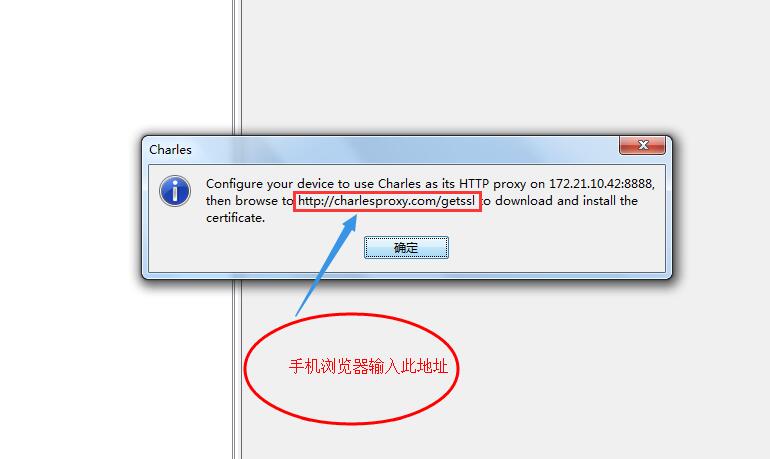 Charles
Configure your device to use Charles as its HTTP proxy on 172.21.10.42:8888,
then browse to http://charlesproxy.com/getssl to download and install the
certificate.
确定
手机浏览器输入此地址